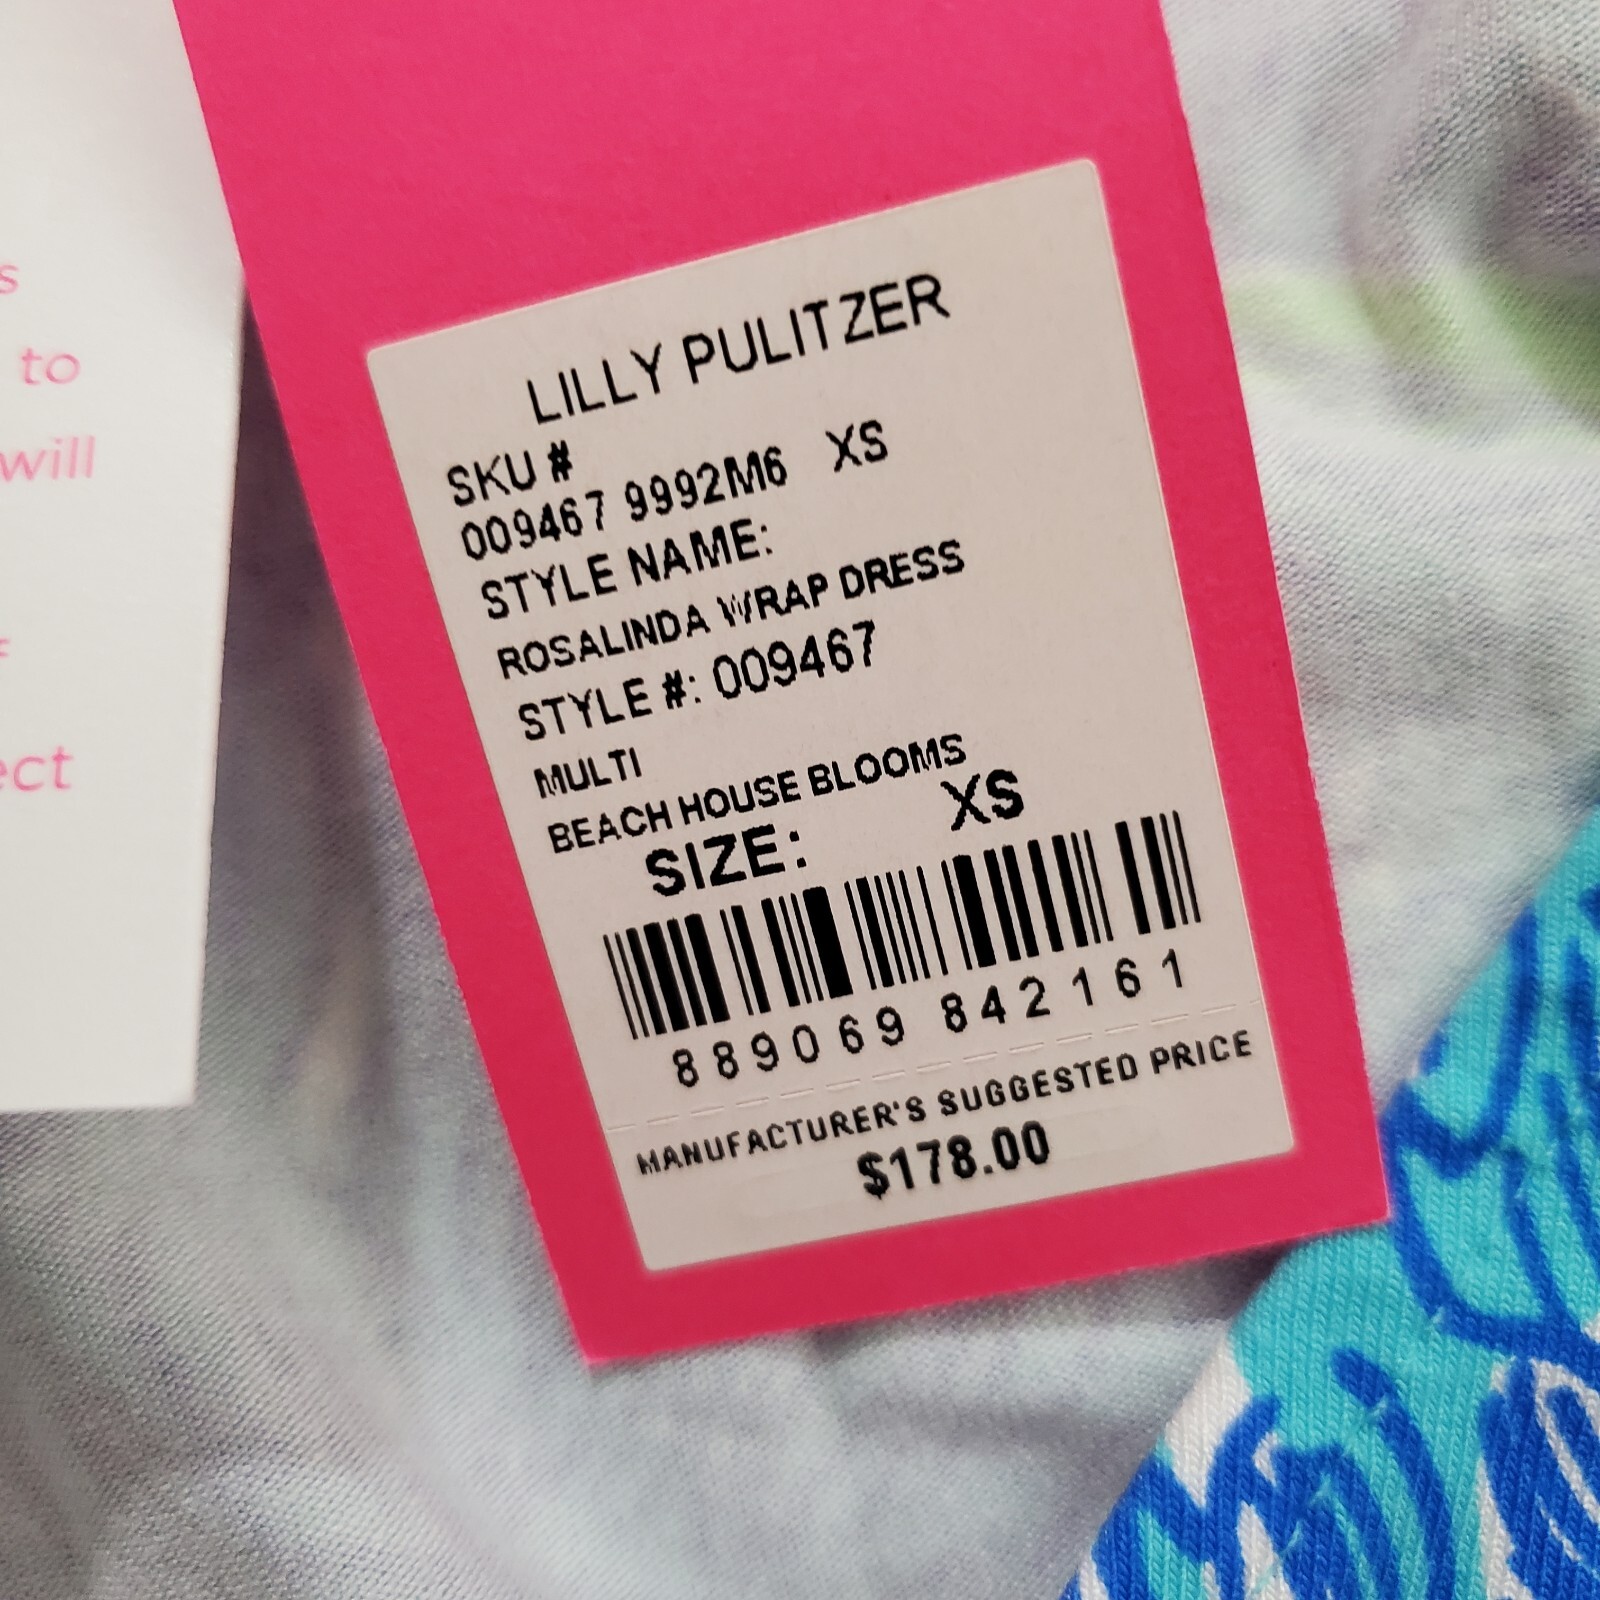 s
to
will
ect
LILLY PULITZER
SKU #
009467 9992M6 XS
STYLE NAME:
ROSALINDA WRAP DRESS
STYLE #: 009467
MULTI
BEACH HOUSE BLOOMS
SIZE: XS
889069 842161
MANUFACTURER'S SUGGESTED PRICE
$178.00